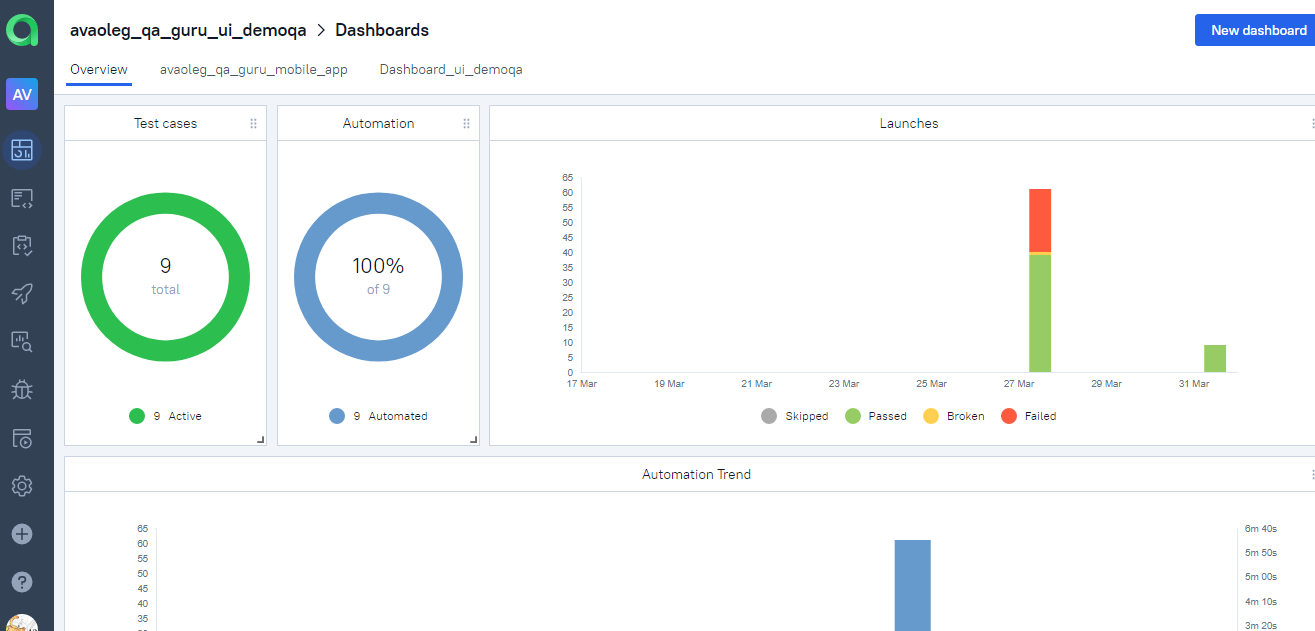 avaoleg_qa_guru_ui_demoqa > Dashboards
New dashboard
Overview avaoleg_qa_guru_mobile_app Dashboard_ui_demoqa
AV
Test cases
9
total
9 Active
Automation
100%
of 9
9 Automated
Launches
65
60
55
50
45
40
35
30
25
20
15
10
5
0
17 Mar 19 Mar 21 Mar 23 Mar 25 Mar 27 Mar 29 Mar 31 Mar
Skipped Passed Broken Failed
Automation Trend
65
60
55
50
45
40
35
6m 40s
5m 50s
5m 00s
4m 10s
3m 20s